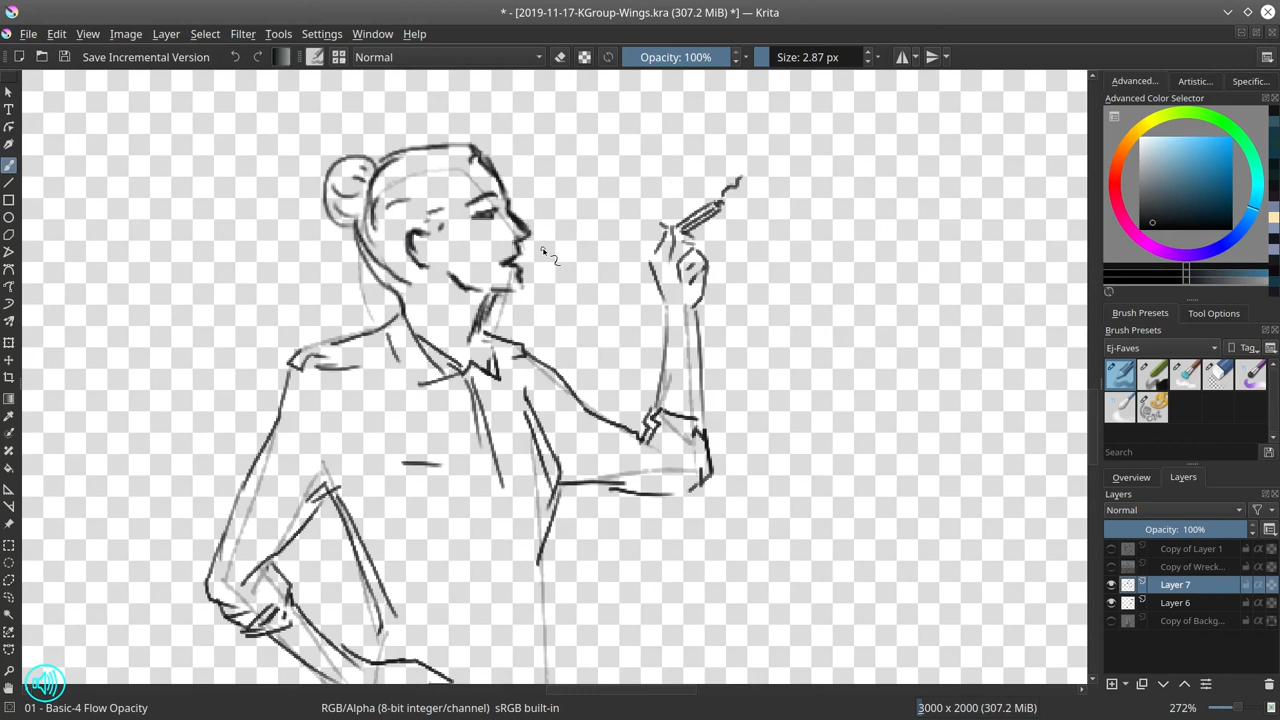 * - [2019-11-17-KGroup-Wings.kra (307.2 MiB) *] — Krita
File Edit View Image Layer Select Filter Tools Settings Window Help
Save Incremental Version Normal Opacity: 100% Size: 2.87 px
Advanced... Artistic... Specific...
Advanced Color Selector
Brush Presets Tool Options
Brush Presets
Ej-Faves Tag
Search
Overview Layers
Layers
Normal
Opacity: 100%
Copy of Layer 1
Copy of Wreck...
Layer 7
Layer 6
Copy of Backg...
01 - Basic-4 Flow Opacity RGB/Alpha (8-bit integer/channel) sRGB built-in 3000 x 2000 (307.2 MiB) 272%